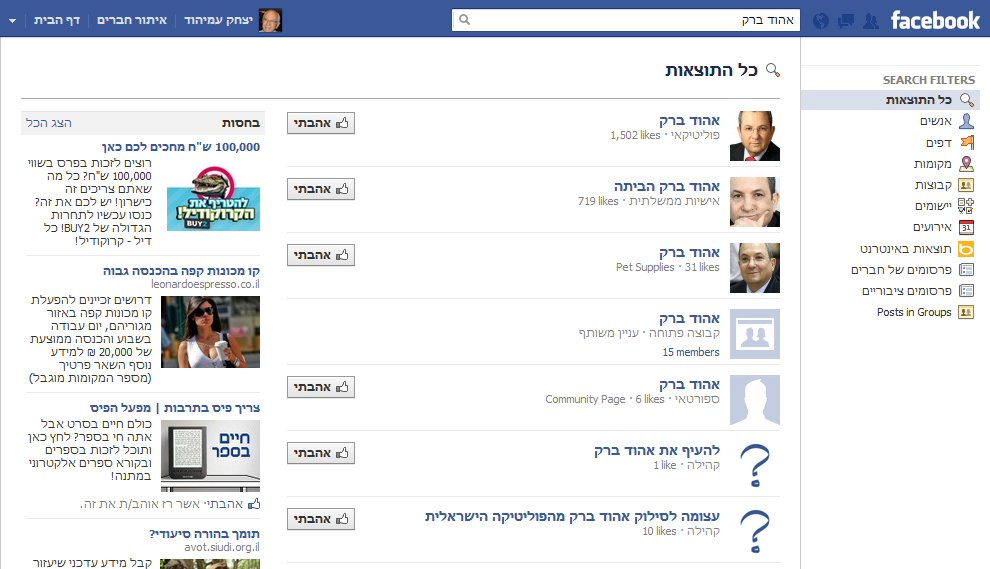 facebook
אהוד ברק
יצחק עמיהוד
איתור חברים
דף הבית
SEARCH FILTERS
כל התוצאות
אנשים
דפים
מקומות
קבוצות
יישומים
אירועים
תוצאות באינטרנט
פרסומים של חברים
פרסומים ציבוריים
Posts in Groups
כל התוצאות
אהוד ברק
פוליטיקאי · 1,502 likes
אהבתי
אהוד ברק הביתה
אישיות ממשלתית · 719 likes
אהבתי
אהוד ברק
Pet Supplies · 31 likes
אהבתי
אהוד ברק
קבוצה פתוחה · עניין משותף
15 members
אהוד ברק
ספורטאי · Community Page · 6 likes
אהבתי
להעיף את אהוד ברק
קהילה · 1 like
אהבתי
עצומה לסילוק אהוד ברק מהפוליטיקה הישראלית
קהילה · 10 likes
אהבתי
בחסות
הצג הכל
100,000 ש"ח מחכים לכם כאן
להטריף את
הקרוקודיל!
BUY2
רוצים לזכות בפרס בשווי
100,000 ש"ח? כל מה
שאתם צריכים זה
כישרון! יש לכם את זה?
כנסו עכשיו לתחרות
הגדולה של BUY2! כל
דיל - קרוקודיל!
קו מכונות קפה בהכנסה גבוה
leonardoespresso.co.il
דרושים זכיינים להפעלת
קו מכונות קפה באזור
מגוריהם, יום עבודה
בשבוע והכנסה ממוצעת
של 20,000 ₪ למידע
נוסף השאר פרטיך
(מספר המקומות מוגבל)
צריך פיס בתרבות | מפעל הפיס
חיים
בספר
כולם חיים בסרט אבל
אתה חי בספר? לחץ כאן
ותוכל לזכות בספרים
ובקורא ספרים אלקטרוני
במתנה!
אהבתי · אשר רז אוהב/ת את זה.
תומך בהורה סיעודי?
avot.siudi.org.il
קבל מידע עדכני שיעזור